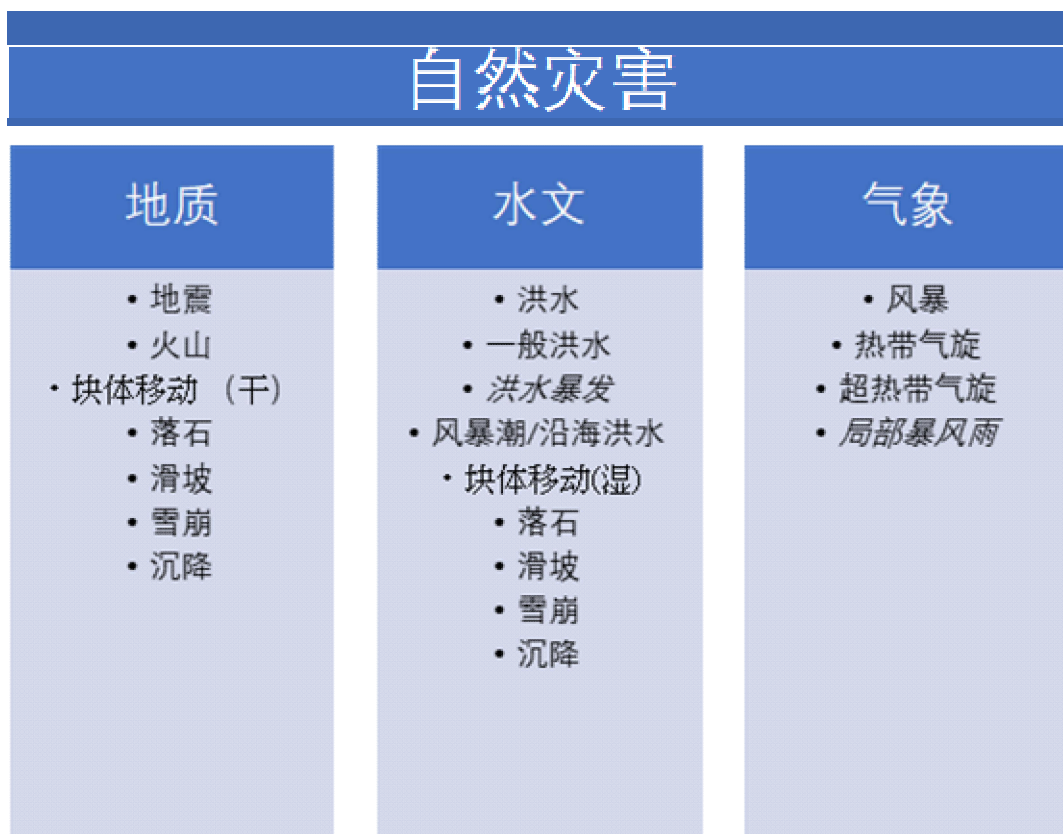 自然灾害
地质
• 地震
• 火山
• 块体移动 （干）
• 落石
• 滑坡
• 雪崩
• 沉降
水文
• 洪水
• 一般洪水
• 洪水暴发
• 风暴潮/沿海洪水
• 块体移动(湿)
• 落石
• 滑坡
• 雪崩
• 沉降
气象
• 风暴
• 热带气旋
• 超热带气旋
• 局部暴风雨